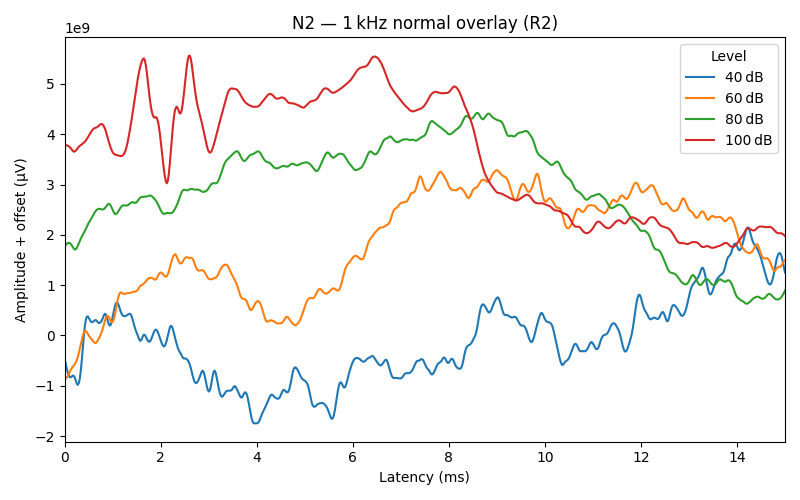 N2 — 1 kHz normal overlay (R2)
1e9
Amplitude + offset (µV)
5
4
3
2
1
0
−1
−2
Level
40 dB
60 dB
80 dB
100 dB
0 2 4 6 8 10 12 14
Latency (ms)